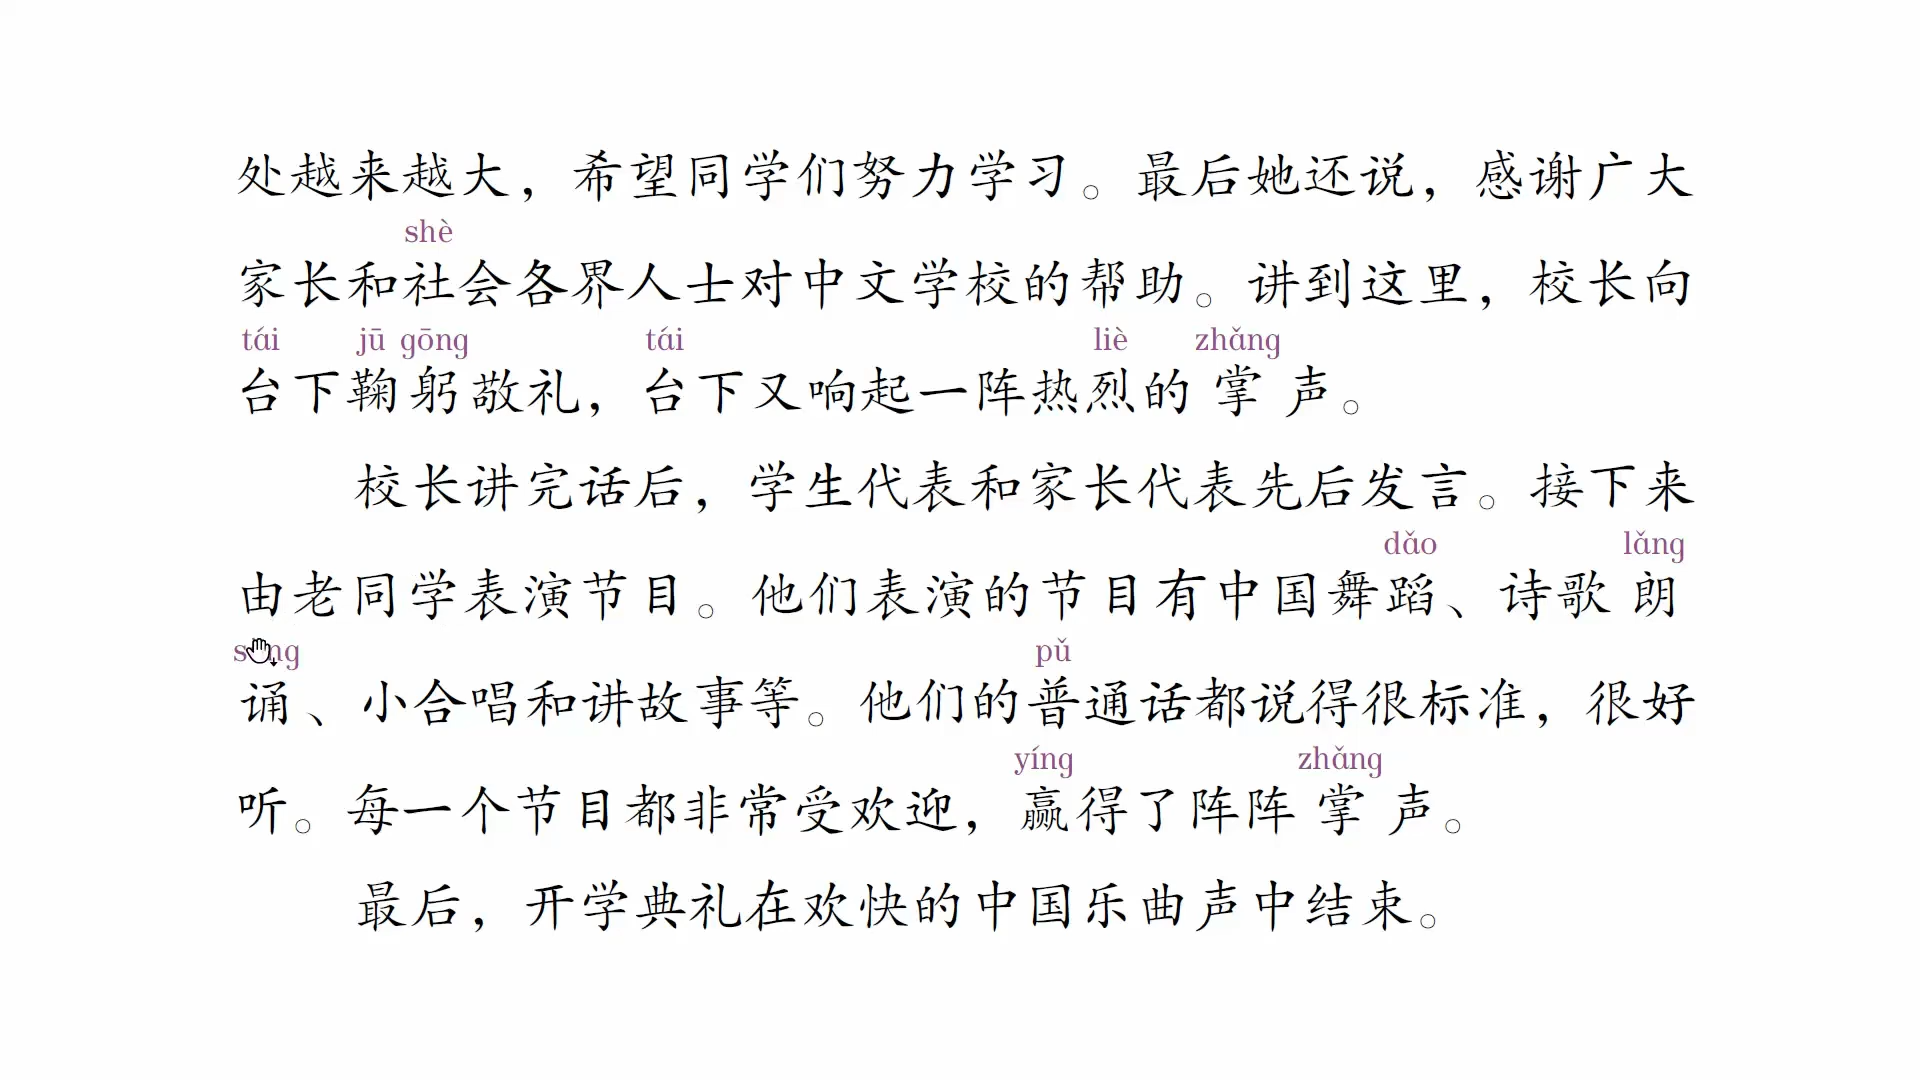 处越来越大，希望同学们努力学习。最后她还说，感谢广大
shè
家长和社会各界人士对中文学校的帮助。讲到这里，校长向
tái jū gōng tái liè zhǎng
台下鞠躬敬礼，台下又响起一阵热烈的掌声。
校长讲完话后，学生代表和家长代表先后发言。接下来
dǎo lǎng
由老同学表演节目。他们表演的节目有中国舞蹈、诗歌朗
pǔ
诵、小合唱和讲故事等。他们的普通话都说得很标准，很好
yíng zhǎng
听。每一个节目都非常受欢迎，赢得了阵阵掌声。
最后，开学典礼在欢快的中国乐曲声中结束。